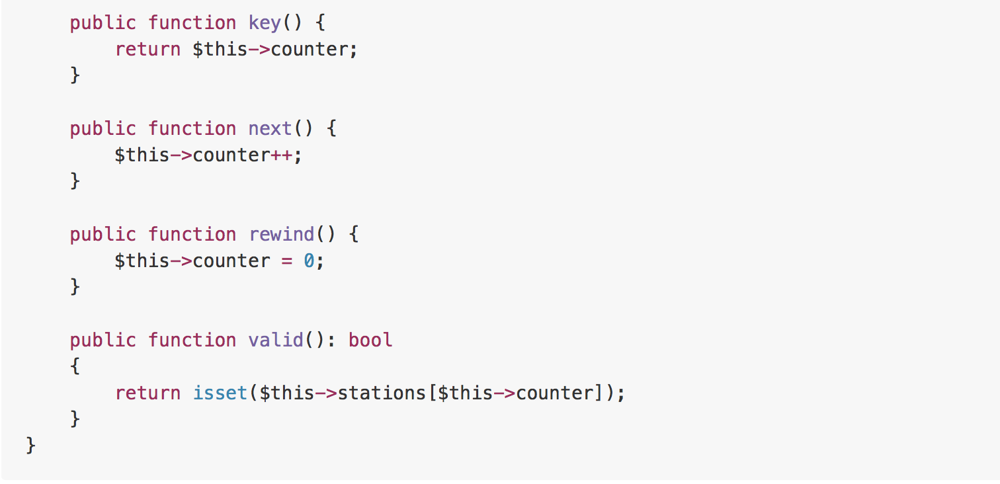 public function key() {
        return $this->counter;
    }

    public function next() {
        $this->counter++;
    }

    public function rewind() {
        $this->counter = 0;
    }

    public function valid(): bool
    {
        return isset($this->stations[$this->counter]);
    }
}